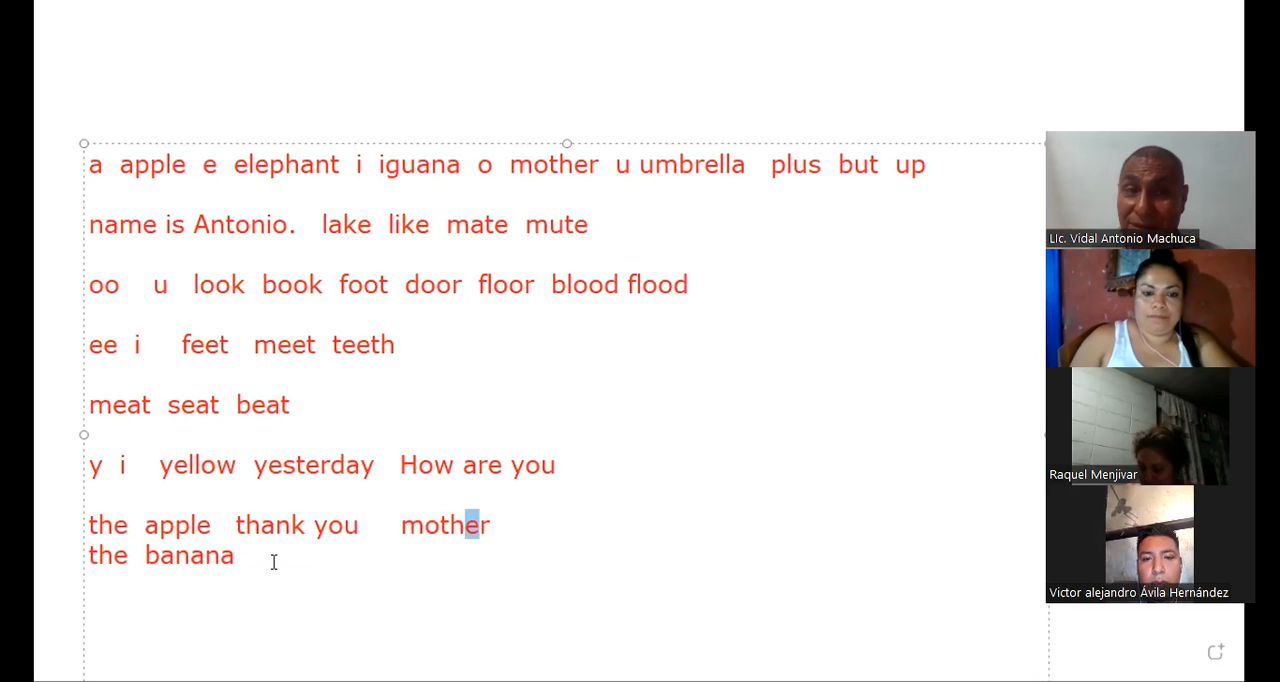 a apple e elephant i iguana o mother u umbrella plus but up
name is Antonio. lake like mate mute
oo u look book foot door floor blood flood
ee i feet meet teeth
meat seat beat
y i yellow yesterday How are you
the apple thank you mother
the banana
LIc. Vidal Antonio Machuca
Raquel Menjivar
Victor alejandro Ávila Hernández